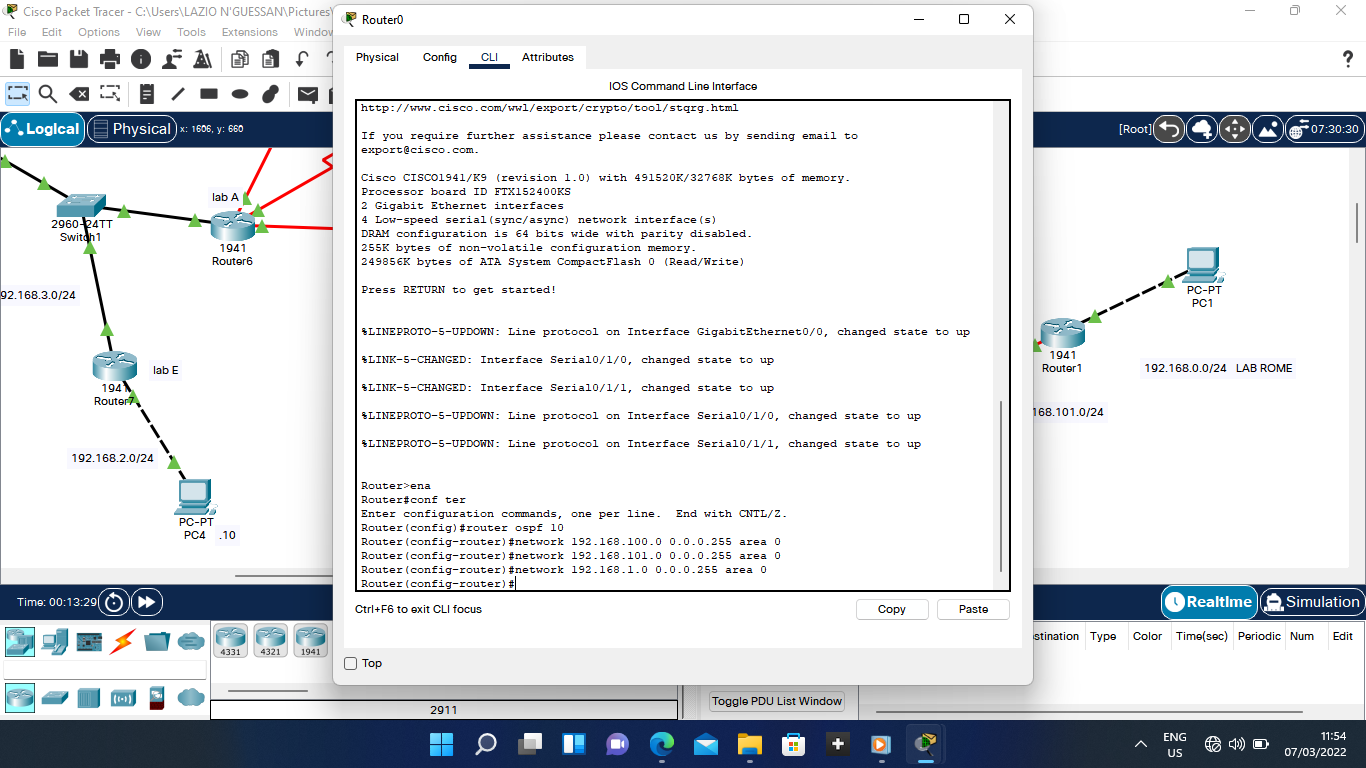 Cisco Packet Tracer - C:\Users\LAZIO N'GUESSAN\Pictures\
File Edit Options View Tools Extensions Window
Router0
Physical Config CLI Attributes
IOS Command Line Interface
http://www.cisco.com/wwl/export/crypto/tool/stqrg.html
If you require further assistance please contact us by sending email to
export@cisco.com.
Cisco CISCO1941/K9 (revision 1.0) with 491520K/32768K bytes of memory.
Processor board ID FTX152400KS
2 Gigabit Ethernet interfaces
4 Low-speed serial(sync/async) network interface(s)
DRAM configuration is 64 bits wide with parity disabled.
255K bytes of non-volatile configuration memory.
249856K bytes of ATA System CompactFlash 0 (Read/Write)
Press RETURN to get started!
%LINEPROTO-5-UPDOWN: Line protocol on Interface GigabitEthernet0/0, changed state to up
%LINK-5-CHANGED: Interface Serial0/1/0, changed state to up
%LINK-5-CHANGED: Interface Serial0/1/1, changed state to up
%LINEPROTO-5-UPDOWN: Line protocol on Interface Serial0/1/0, changed state to up
%LINEPROTO-5-UPDOWN: Line protocol on Interface Serial0/1/1, changed state to up
Router>ena
Router#conf ter
Enter configuration commands, one per line. End with CNTL/Z.
Router(config)#router ospf 10
Router(config-router)#network 192.168.100.0 0.0.0.255 area 0
Router(config-router)#network 192.168.101.0 0.0.0.255 area 0
Router(config-router)#network 192.168.1.0 0.0.0.255 area 0
Router(config-router)#
Ctrl+F6 to exit CLI focus
Copy
Paste
Top
Logical
Physical
x: 1606, y: 660
[Root]
07:30:30
lab A
2960-24TT
Switch1
1941
Router6
92.168.3.0/24
lab E
1941
Router7
192.168.2.0/24
PC-PT
PC4 .10
PC-PT
PC1
1941
Router1
192.168.0.0/24 LAB ROME
168.101.0/24
Time: 00:13:29
Realtime
Simulation
4331
4321
1941
2911
Toggle PDU List Window
stination Type Color Time(sec) Periodic Num Edit
ENG
US
11:54
07/03/2022